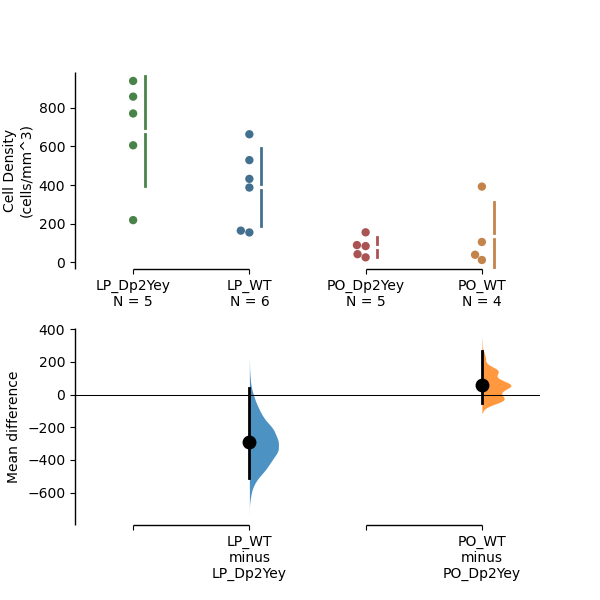 Cell Density
(cells/mm^3)
800
600
400
200
0
LP_Dp2Yey
N = 5
LP_WT
N = 6
PO_Dp2Yey
N = 5
PO_WT
N = 4
Mean difference
400
200
0
−200
−400
−600
LP_WT
minus
LP_Dp2Yey
PO_WT
minus
PO_Dp2Yey